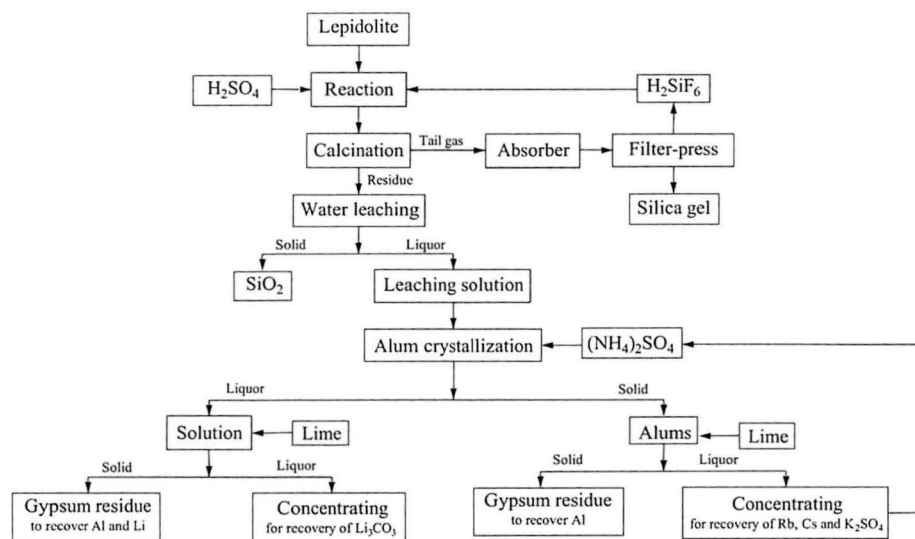 Lepidolite
H₂SO₄
Reaction
H₂SiF₆
Calcination
Tail gas
Absorber
Filter-press
Residue
Silica gel
Water leaching
Solid
Liquor
SiO₂
Leaching solution
Alum crystallization
(NH₄)₂SO₄
Liquor
Solid
Solution
Lime
Alums
Lime
Solid
Liquor
Solid
Liquor
Gypsum residue
to recover Al and Li
Concentrating
for recovery of Li₃CO₃
Gypsum residue
to recover Al
Concentrating
for recovery of Rb, Cs and K₂SO₄